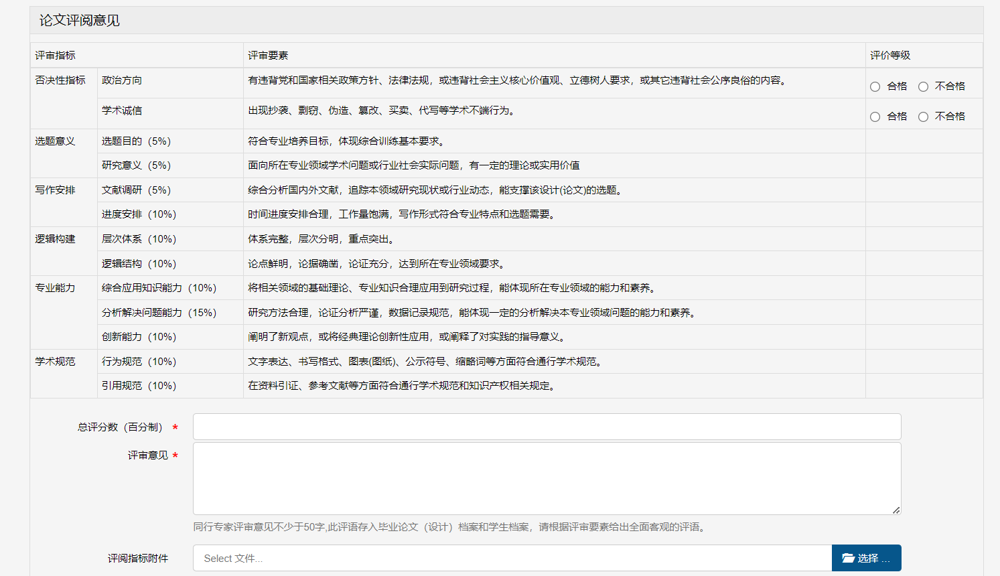 论文评阅意见
评审指标 评审要素 评价等级
否决性指标 政治方向 有违背党和国家相关政策方针、法律法规，或违背社会主义核心价值观、立德树人要求，或其它违背社会公序良俗的内容。 合格 不合格
学术诚信 出现抄袭、剽窃、伪造、篡改、买卖、代写等学术不端行为。 合格 不合格
选题意义 选题目的（5%） 符合专业培养目标，体现综合训练基本要求。
研究意义（5%） 面向所在专业领域学术问题或行业社会实际问题，有一定的理论或实用价值
写作安排 文献调研（5%） 综合分析国内外文献，追踪本领域研究现状或行业动态，能支撑该设计(论文)的选题。
进度安排（10%） 时间进度安排合理，工作量饱满，写作形式符合专业特点和选题需要。
逻辑构建 层次体系（10%） 体系完整，层次分明，重点突出。
逻辑结构（10%） 论点鲜明，论据确凿，论证充分，达到所在专业领域要求。
专业能力 综合应用知识能力（10%） 将相关领域的基础理论、专业知识合理应用到研究过程，能体现所在专业领域的能力和素养。
分析解决问题能力（15%） 研究方法合理，论证分析严谨，数据记录规范，能体现一定的分析解决本专业领域问题的能力和素养。
创新能力（10%） 阐明了新观点，或将经典理论创新性应用，或阐释了对实践的指导意义。
学术规范 行为规范（10%） 文字表达、书写格式、图表(图纸)、公示符号、缩略词等方面符合通行学术规范。
引用规范（10%） 在资料引证、参考文献等方面符合通行学术规范和知识产权相关规定。
总评分数（百分制） *
评审意见 *
同行专家评审意见不少于50字,此评语存入毕业论文（设计）档案和学生档案，请根据评审要素给出全面客观的评语。
评阅指标附件 Select 文件... 选择 ...